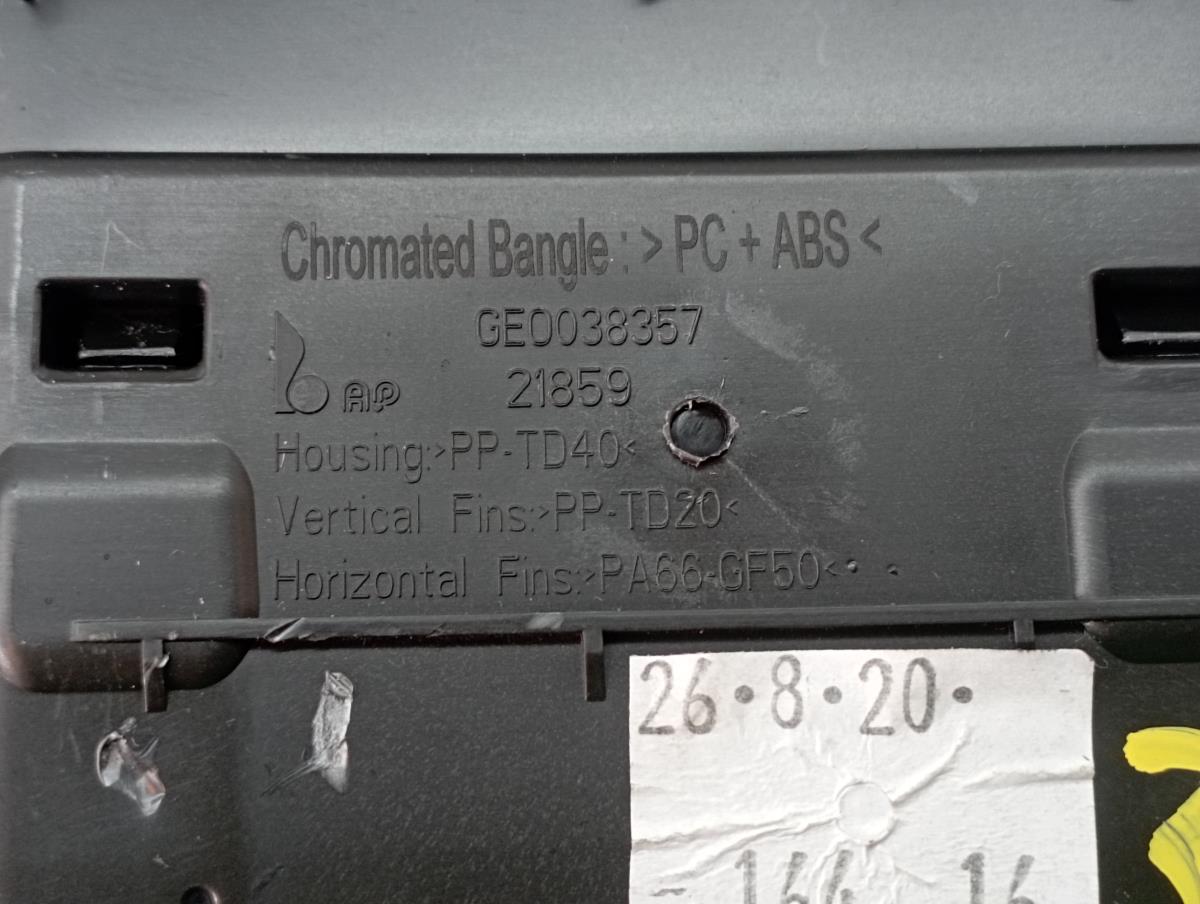 Chromated Bangle : >PC + ABS<
GE0038357
AP 21859
Housing:>PP-TD40<
Vertical Fins:>PP-TD20<
Horizontal Fins:>PA66-GF50<
26.8.20.